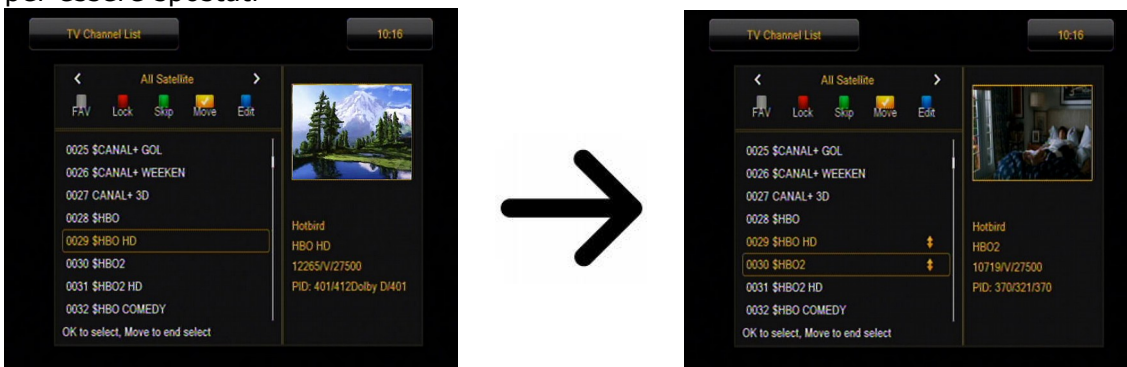 per essere spostati
TV Channel List
10:16
All Satellite
FAV Lock Skip Move Edit
0025 $CANAL+ GOL
0026 $CANAL+ WEEKEN
0027 CANAL+ 3D
0028 $HBO
0029 $HBO HD
0030 $HBO2
0031 $HBO2 HD
0032 $HBO COMEDY
OK to select, Move to end select
Hotbird
HBO HD
12265/V/27500
PID: 401/412Dolby D/401
TV Channel List
10:16
All Satellite
FAV Lock Skip Move Edit
0025 $CANAL+ GOL
0026 $CANAL+ WEEKEN
0027 CANAL+ 3D
0028 $HBO
0029 $HBO HD
0030 $HBO2
0031 $HBO2 HD
0032 $HBO COMEDY
OK to select, Move to end select
Hotbird
HBO2
10719/V/27500
PID: 370/321/370